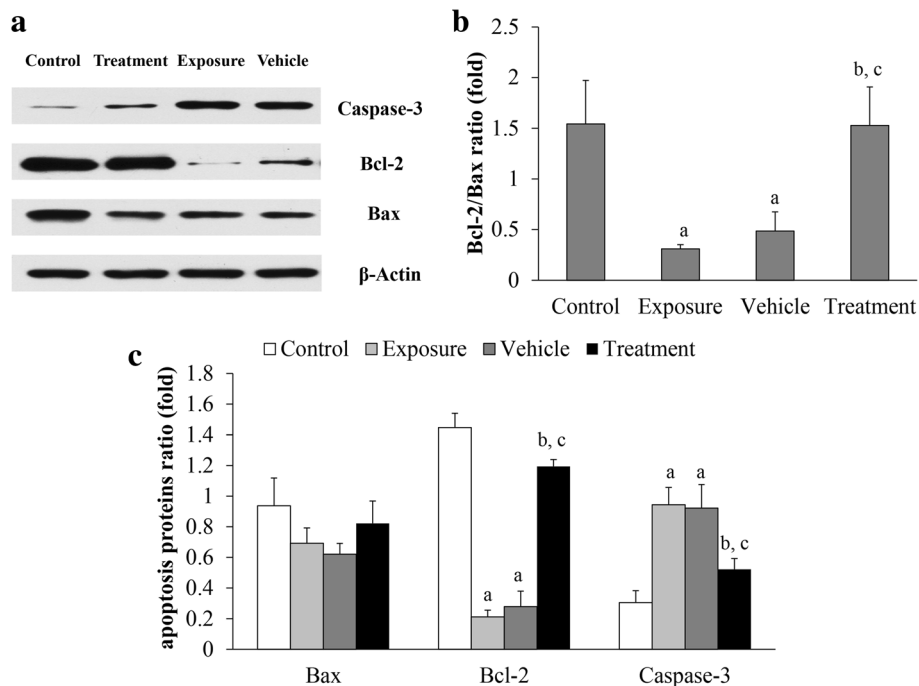 a
Control Treatment Exposure Vehicle
Caspase-3
Bcl-2
Bax
β-Actin
b
Bcl-2/Bax ratio (fold)
2.5
2
1.5
1
0.5
0
a
a
b, c
Control Exposure Vehicle Treatment
c
Control Exposure Vehicle Treatment
apoptosis proteins ratio (fold)
1.8
1.6
1.4
1.2
1
0.8
0.6
0.4
0.2
0
a
a
b, c
a
a
b, c
Bax Bcl-2 Caspase-3